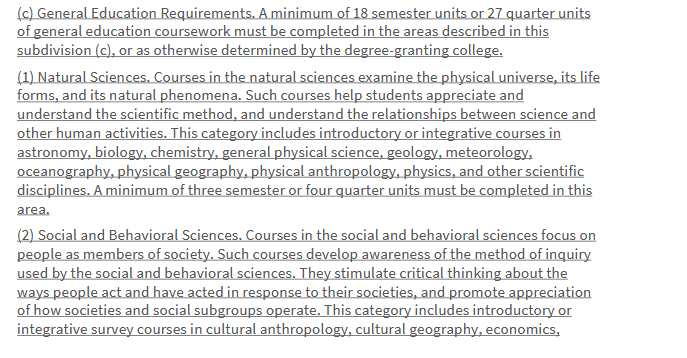 (c) General Education Requirements. A minimum of 18 semester units or 27 quarter units
of general education coursework must be completed in the areas described in this
subdivision (c), or as otherwise determined by the degree-granting college.
(1) Natural Sciences. Courses in the natural sciences examine the physical universe, its life
forms, and its natural phenomena. Such courses help students appreciate and
understand the scientific method, and understand the relationships between science and
other human activities. This category includes introductory or integrative courses in
astronomy, biology, chemistry, general physical science, geology, meteorology,
oceanography, physical geography, physical anthropology, physics, and other scientific
disciplines. A minimum of three semester or four quarter units must be completed in this
area.
(2) Social and Behavioral Sciences. Courses in the social and behavioral sciences focus on
people as members of society. Such courses develop awareness of the method of inquiry
used by the social and behavioral sciences. They stimulate critical thinking about the
ways people act and have acted in response to their societies, and promote appreciation
of how societies and social subgroups operate. This category includes introductory or
integrative survey courses in cultural anthropology, cultural geography, economics,